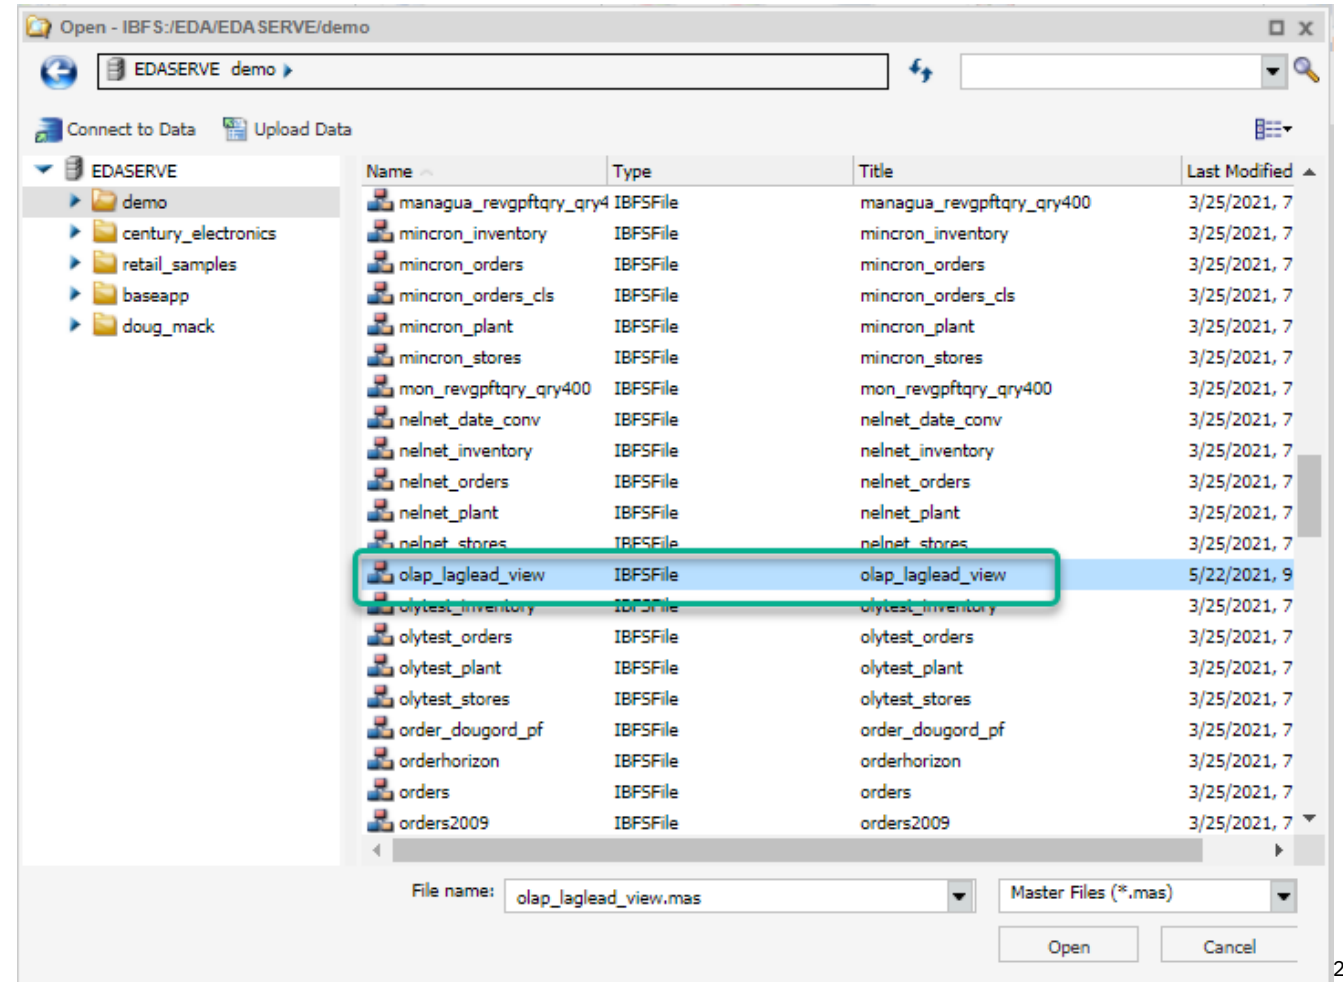 Open - IBFS:/EDA/EDASERVE/demo
EDASERVE demo
Connect to Data Upload Data
EDASERVE
demo
century_electronics
retail_samples
baseapp
doug_mack
Name Type Title Last Modified
managua_revgpftqry_qry4 IBFSFile managua_revgpftqry_qry400 3/25/2021, 7
mincron_inventory IBFSFile mincron_inventory 3/25/2021, 7
mincron_orders IBFSFile mincron_orders 3/25/2021, 7
mincron_orders_cls IBFSFile mincron_orders_cls 3/25/2021, 7
mincron_plant IBFSFile mincron_plant 3/25/2021, 7
mincron_stores IBFSFile mincron_stores 3/25/2021, 7
mon_revgpftqry_qry400 IBFSFile mon_revgpftqry_qry400 3/25/2021, 7
nelnet_date_conv IBFSFile nelnet_date_conv 3/25/2021, 7
nelnet_inventory IBFSFile nelnet_inventory 3/25/2021, 7
nelnet_orders IBFSFile nelnet_orders 3/25/2021, 7
nelnet_plant IBFSFile nelnet_plant 3/25/2021, 7
nelnet_stores IBFSFile nelnet_stores 3/25/2021, 7
olap_laglead_view IBFSFile olap_laglead_view 5/22/2021, 9
olytest_inventory IBFSFile olytest_inventory 3/25/2021, 7
olytest_orders IBFSFile olytest_orders 3/25/2021, 7
olytest_plant IBFSFile olytest_plant 3/25/2021, 7
olytest_stores IBFSFile olytest_stores 3/25/2021, 7
order_dougord_pf IBFSFile order_dougord_pf 3/25/2021, 7
orderhorizon IBFSFile orderhorizon 3/25/2021, 7
orders IBFSFile orders 3/25/2021, 7
orders2009 IBFSFile orders2009 3/25/2021, 7
File name: olap_laglead_view.mas Master Files (*.mas)
Open Cancel
2